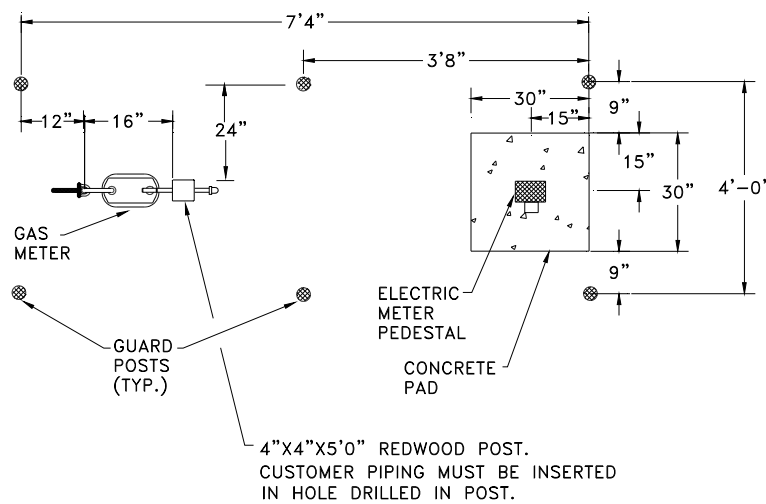 7'4"
3'8"
30"
9"
12"
16"
24"
15"
15"
30"
4'-0"
GAS
METER
9"
ELECTRIC
METER
PEDESTAL
GUARD
POSTS
(TYP.)
CONCRETE
PAD
4"X4"X5'0" REDWOOD POST.
CUSTOMER PIPING MUST BE INSERTED
IN HOLE DRILLED IN POST.